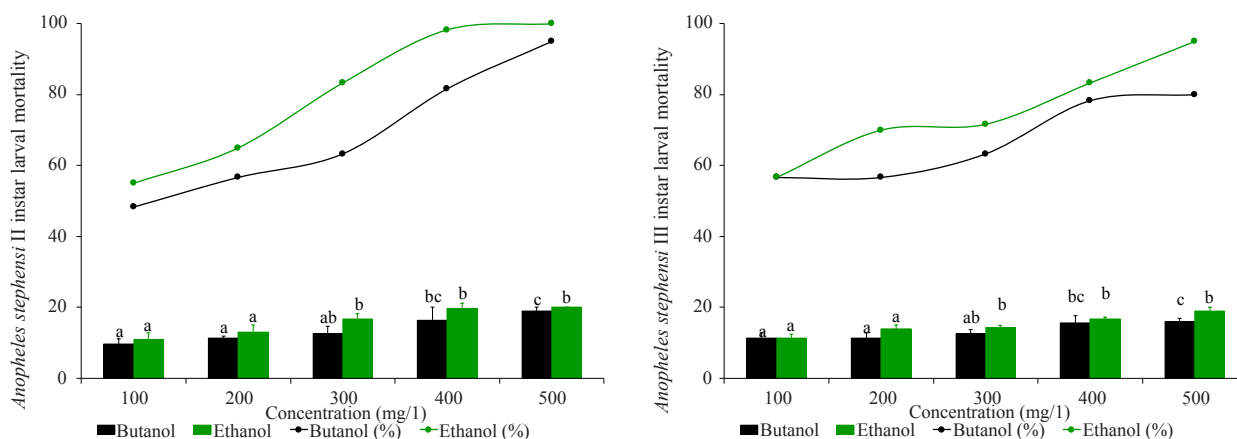 Anopheles stephensi II instar larval mortality
100
80
60
40
20
0
a a a a ab b bc b c b
100 200 300 400 500
Concentration (mg/1)
Butanol Ethanol Butanol (%) Ethanol (%)
Anopheles stephensi III instar larval mortality
100
80
60
40
20
0
a a a a ab b bc b c b
100 200 300 400 500
Concentration (mg/1)
Butanol Ethanol Butanol (%) Ethanol (%)